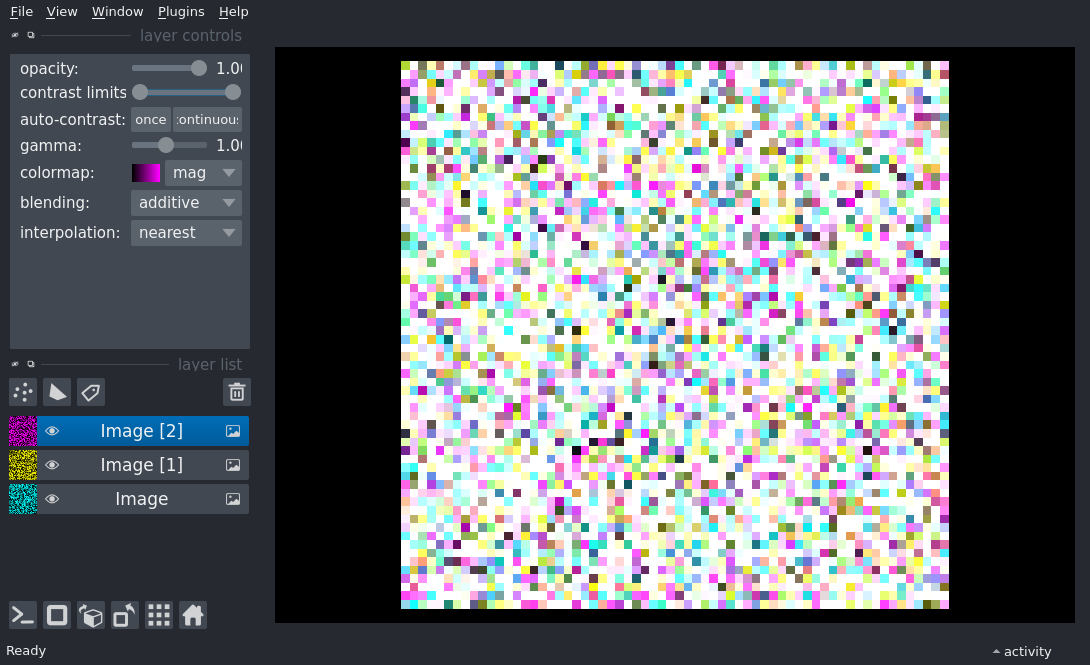 File View Window Plugins Help
layer controls
opacity: 1.00
contrast limits
auto-contrast: once continuous
gamma: 1.00
colormap: mag
blending: additive
interpolation: nearest
layer list
Image [2]
Image [1]
Image
Ready
activity